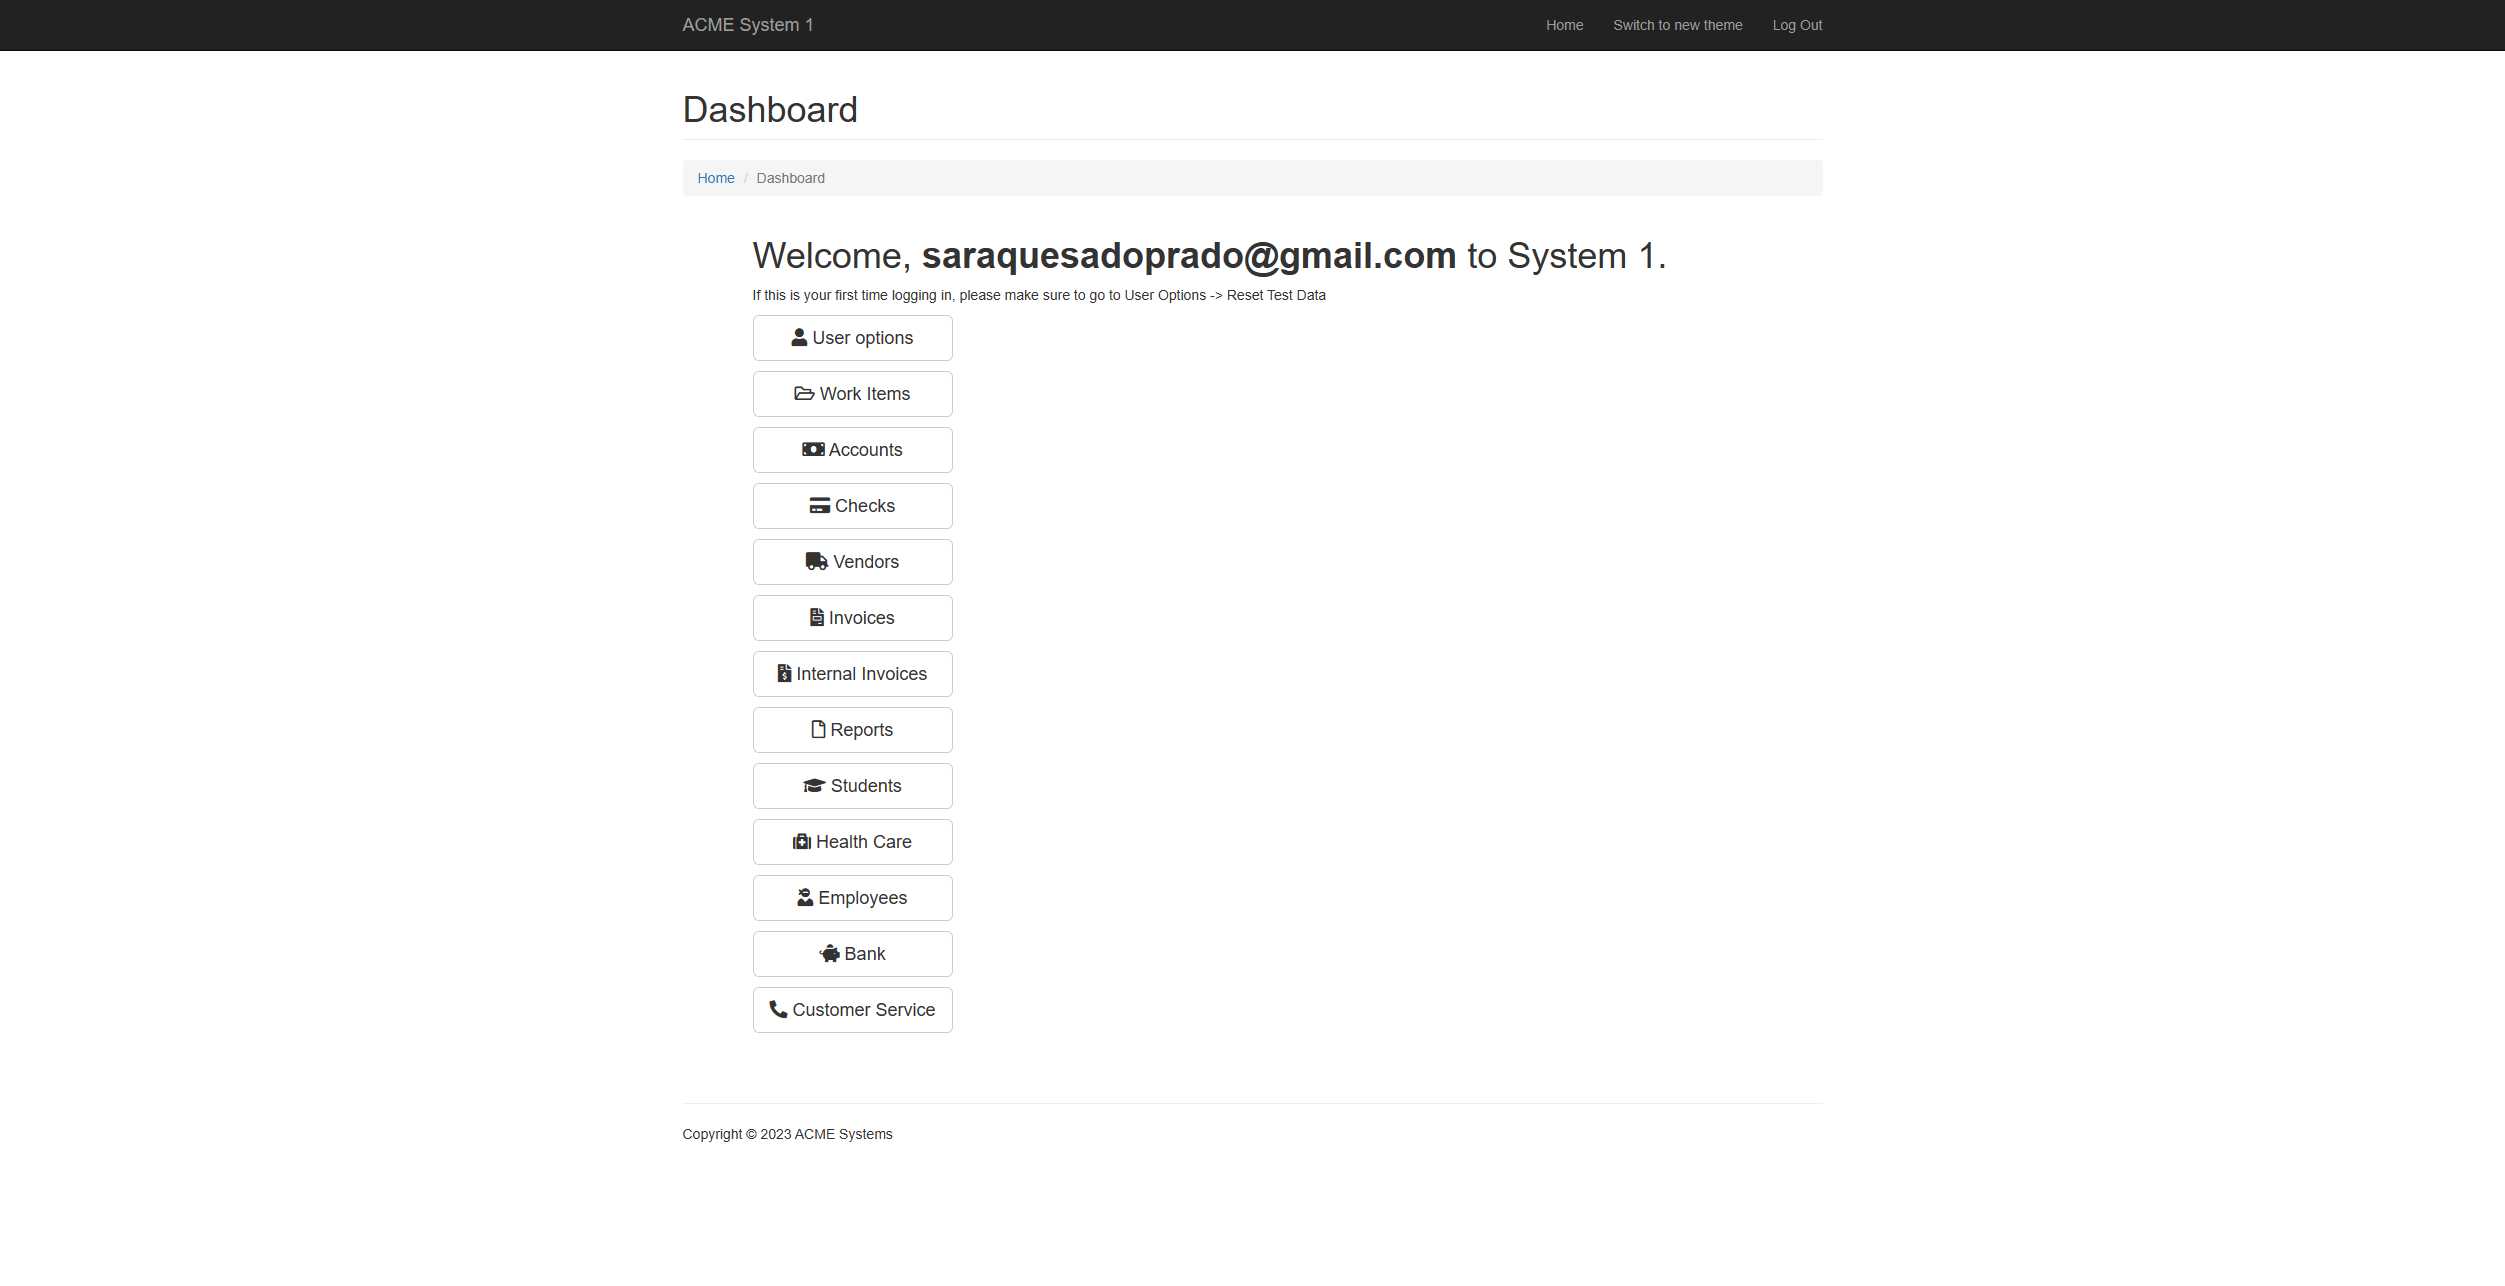 ACME System 1
Home
Switch to new theme
Log Out
Dashboard
Home / Dashboard
Welcome, saraquesadoprado@gmail.com to System 1.
If this is your first time logging in, please make sure to go to User Options -> Reset Test Data
User options
Work Items
Accounts
Checks
Vendors
Invoices
Internal Invoices
Reports
Students
Health Care
Employees
Bank
Customer Service
Copyright © 2023 ACME Systems